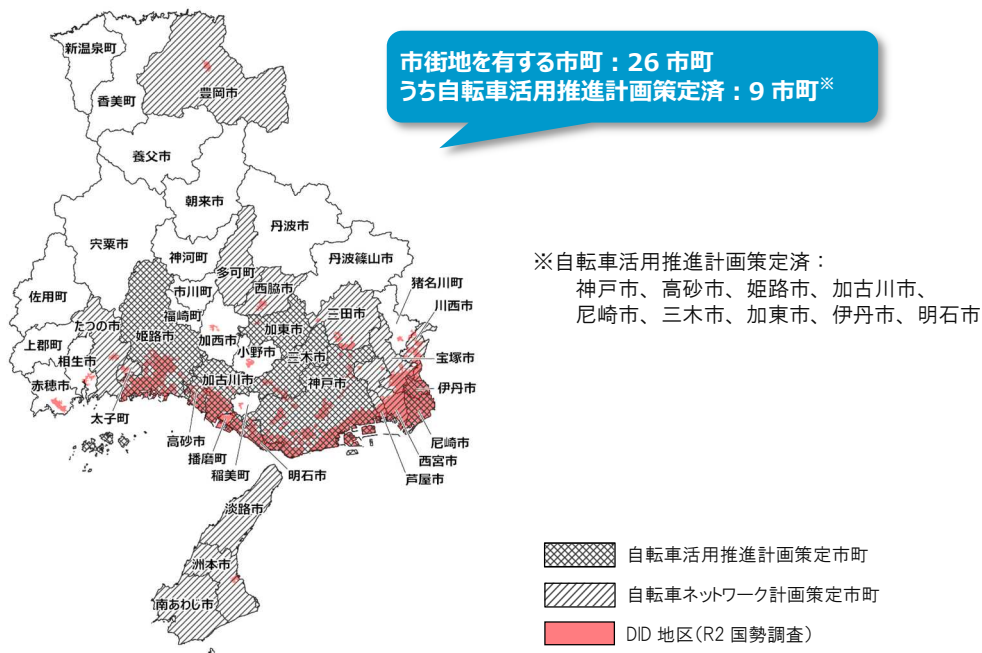 市街地を有する市町：26 市町
うち自転車活用推進計画策定済：9 市町※
新温泉町
香美町
豊岡市
養父市
朝来市
丹波市
宍粟市
神河町
多可町
丹波篠山市
猪名川町
佐用町
市川町
西脇市
川西市
福崎町
三田市
たつの市
加東市
姫路市
加西市
上郡町
小野市
三木市
宝塚市
相生市
赤穂市
加古川市
神戸市
伊丹市
太子町
高砂市
尼崎市
播磨町
西宮市
稲美町
明石市
芦屋市
淡路市
洲本市
南あわじ市
※自転車活用推進計画策定済：
神戸市、高砂市、姫路市、加古川市、
尼崎市、三木市、加東市、伊丹市、明石市
自転車活用推進計画策定市町
自転車ネットワーク計画策定市町
DID 地区（R2 国勢調査）